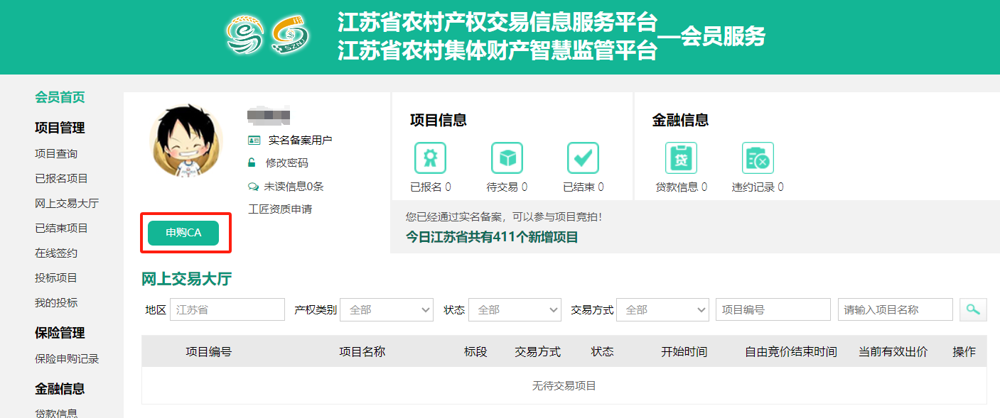 江苏省农村产权交易信息服务平台
江苏省农村集体财产智慧监管平台
—会员服务
会员首页
项目管理
项目查询
已报名项目
网上交易大厅
已结束项目
在线签约
投标项目
我的投标
保险管理
保险申购记录
金融信息
贷款信息
实名备案用户
修改密码
未读信息0条
工匠资质申请
申购CA
项目信息
已报名 0 待交易 0 已结束 0
金融信息
贷
贷款信息 0 违约记录 0
您已经通过实名备案，可以参与项目竞拍！
今日江苏省共有411个新增项目
网上交易大厅
地区 江苏省 产权类别 全部 状态 全部 交易方式 全部 项目编号 请输入项目名称
项目编号 项目名称 标段 交易方式 状态 开始时间 自由竞价结束时间 当前有效出价 操作
无待交易项目